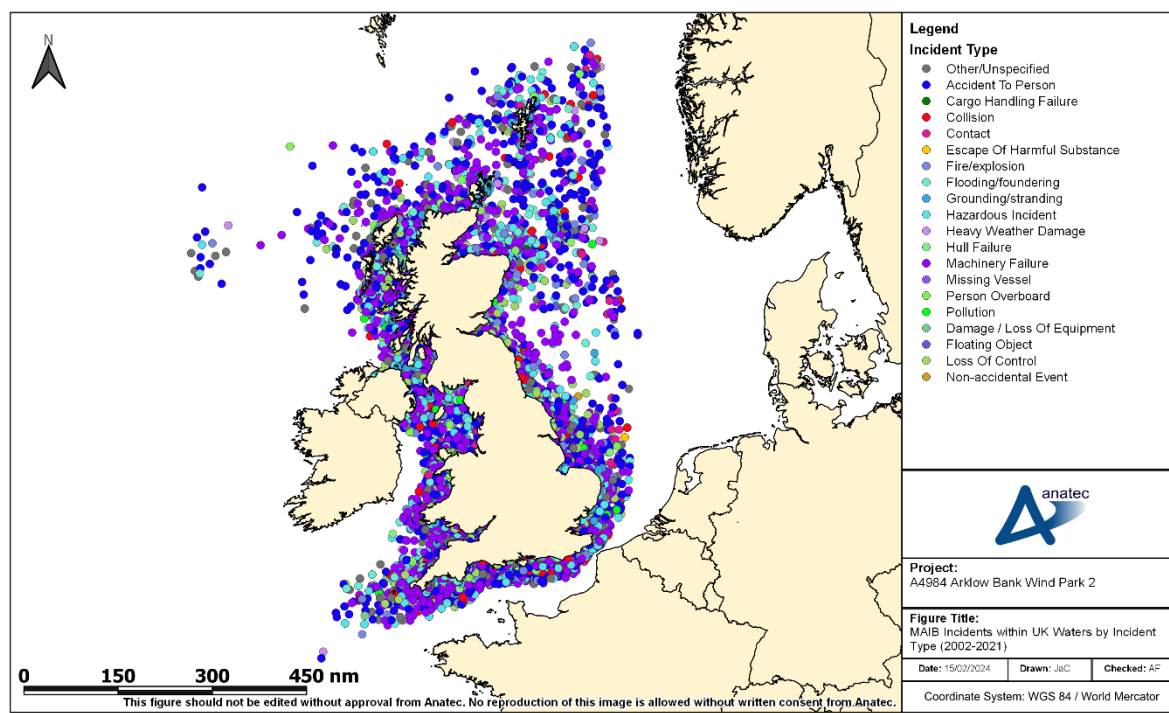 N
0 150 300 450 nm
This figure should not be edited without approval from Anatec. No reproduction of this image is allowed without written consent from Anatec.
Legend
Incident Type
Other/Unspecified
Accident To Person
Cargo Handling Failure
Collision
Contact
Escape Of Harmful Substance
Fire/explosion
Flooding/foundering
Grounding/stranding
Hazardous Incident
Heavy Weather Damage
Hull Failure
Machinery Failure
Missing Vessel
Person Overboard
Pollution
Damage / Loss Of Equipment
Floating Object
Loss Of Control
Non-accidental Event
anatec
Project:
A4984 Arklow Bank Wind Park 2
Figure Title:
MAIB Incidents within UK Waters by Incident
Type (2002-2021)
Date: 15/02/2024 Drawn: JaC Checked: AF
Coordinate System: WGS 84 / World Mercator